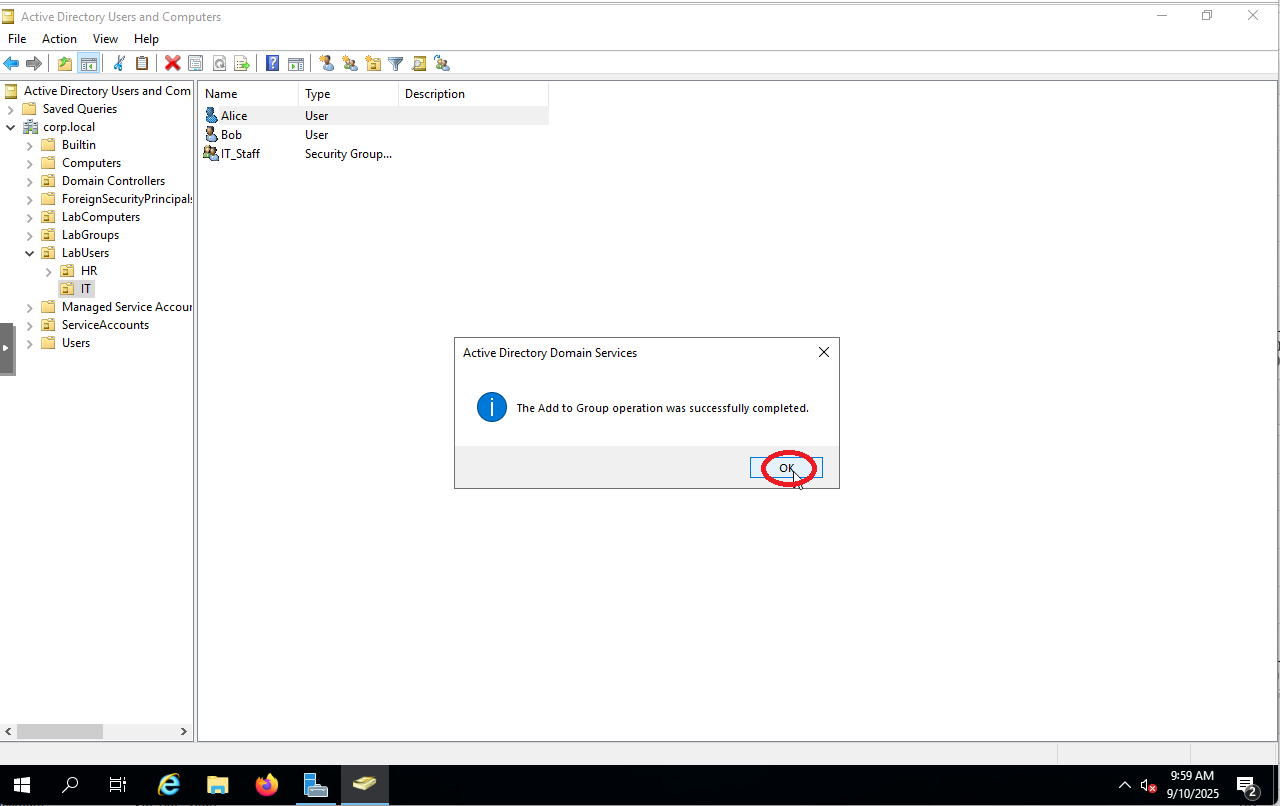 Active Directory Users and Computers
File Action View Help
Active Directory Users and Com
Saved Queries
corp.local
Builtin
Computers
Domain Controllers
ForeignSecurityPrincipals
LabComputers
LabGroups
LabUsers
HR
IT
Managed Service Accour
ServiceAccounts
Users
Name Type Description
Alice User
Bob User
IT_Staff Security Group...
Active Directory Domain Services
The Add to Group operation was successfully completed.
OK
9:59 AM
9/10/2025
2